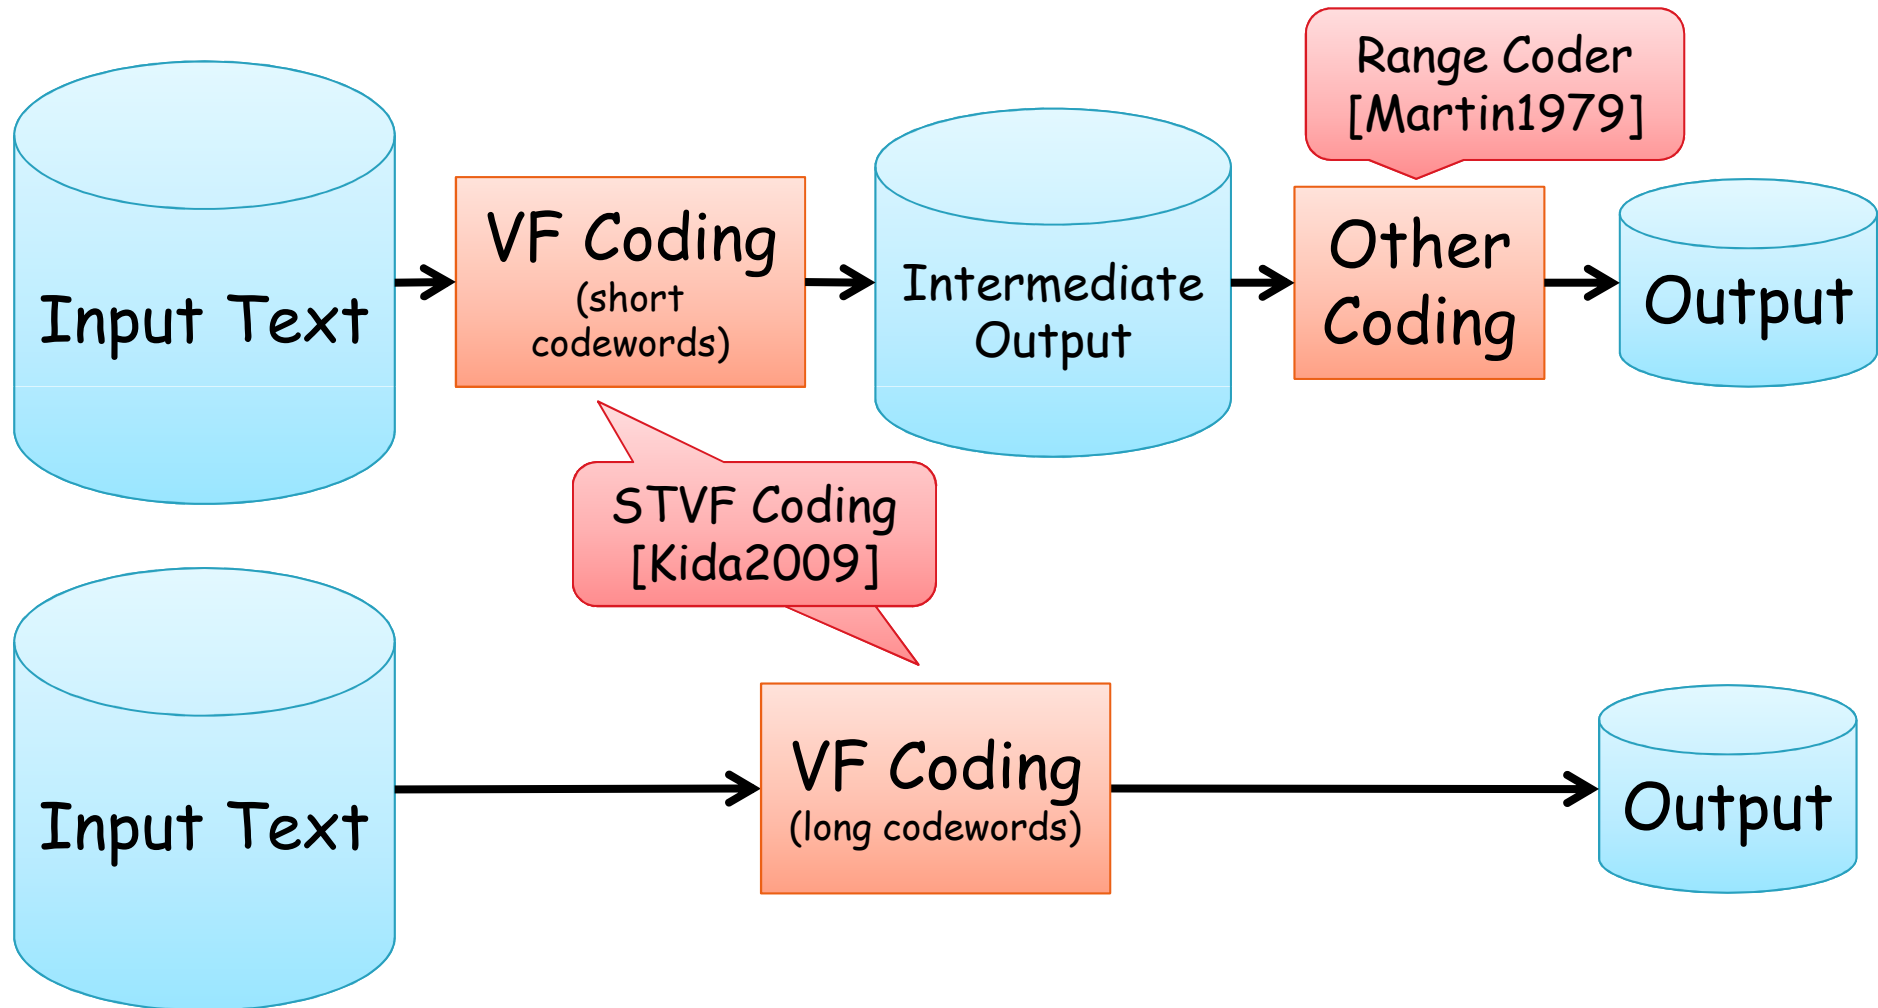 Range Coder
[Martin1979]
Input Text
VF Coding
(short
codewords)
Intermediate
Output
Other
Coding
Output
STVF Coding
[Kida2009]
Input Text
VF Coding
(long codewords)
Output